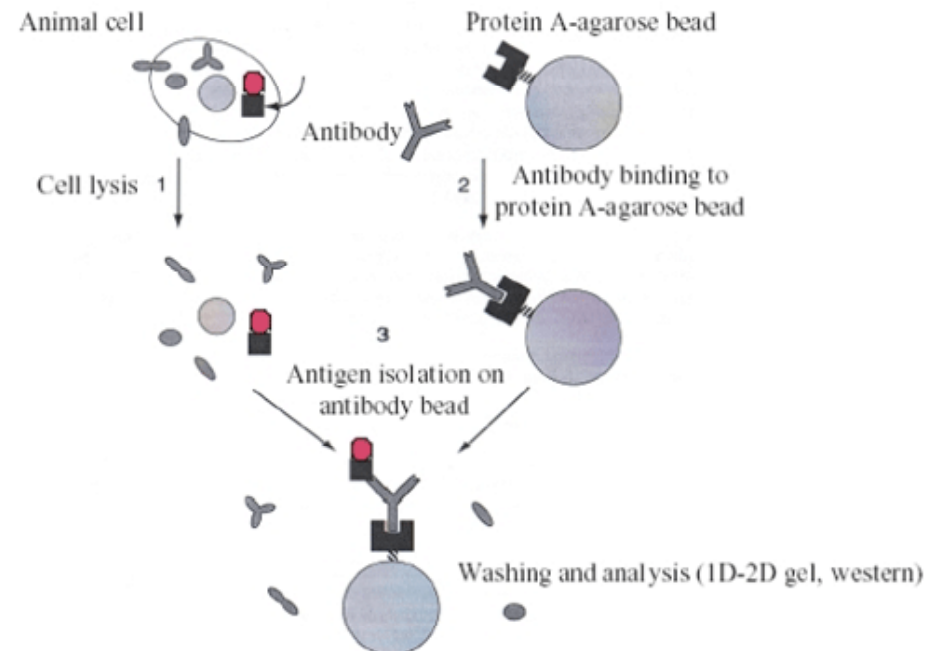 Animal cell
Protein A-agarose bead
Antibody
Cell lysis 1
2 Antibody binding to
protein A-agarose bead
3
Antigen isolation on
antibody bead
Washing and analysis (1D-2D gel, western)